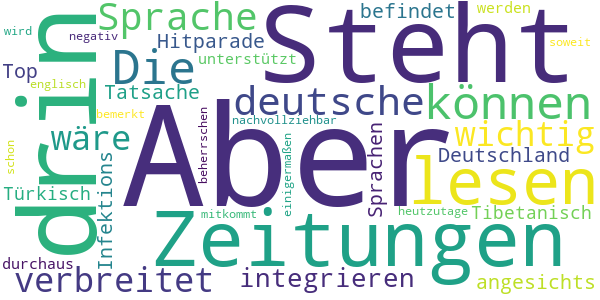 wird
negativ
Sprache
Steht
befindet
werden
Hitparade
soweit
Top
Die
unterstützt
englisch
Tatsache
drin
deutsche
können
bemerkt
nachvollziehbar
wäre
Aber
wichtig
schon
Infektions
beherrschen
einigermaßen
Sprachen
Deutschland
lesen
Türkisch
mitkommt
Zeitungen
heutzutage
Tibetanisch
durchaus
verbreitet
integrieren
angesichts